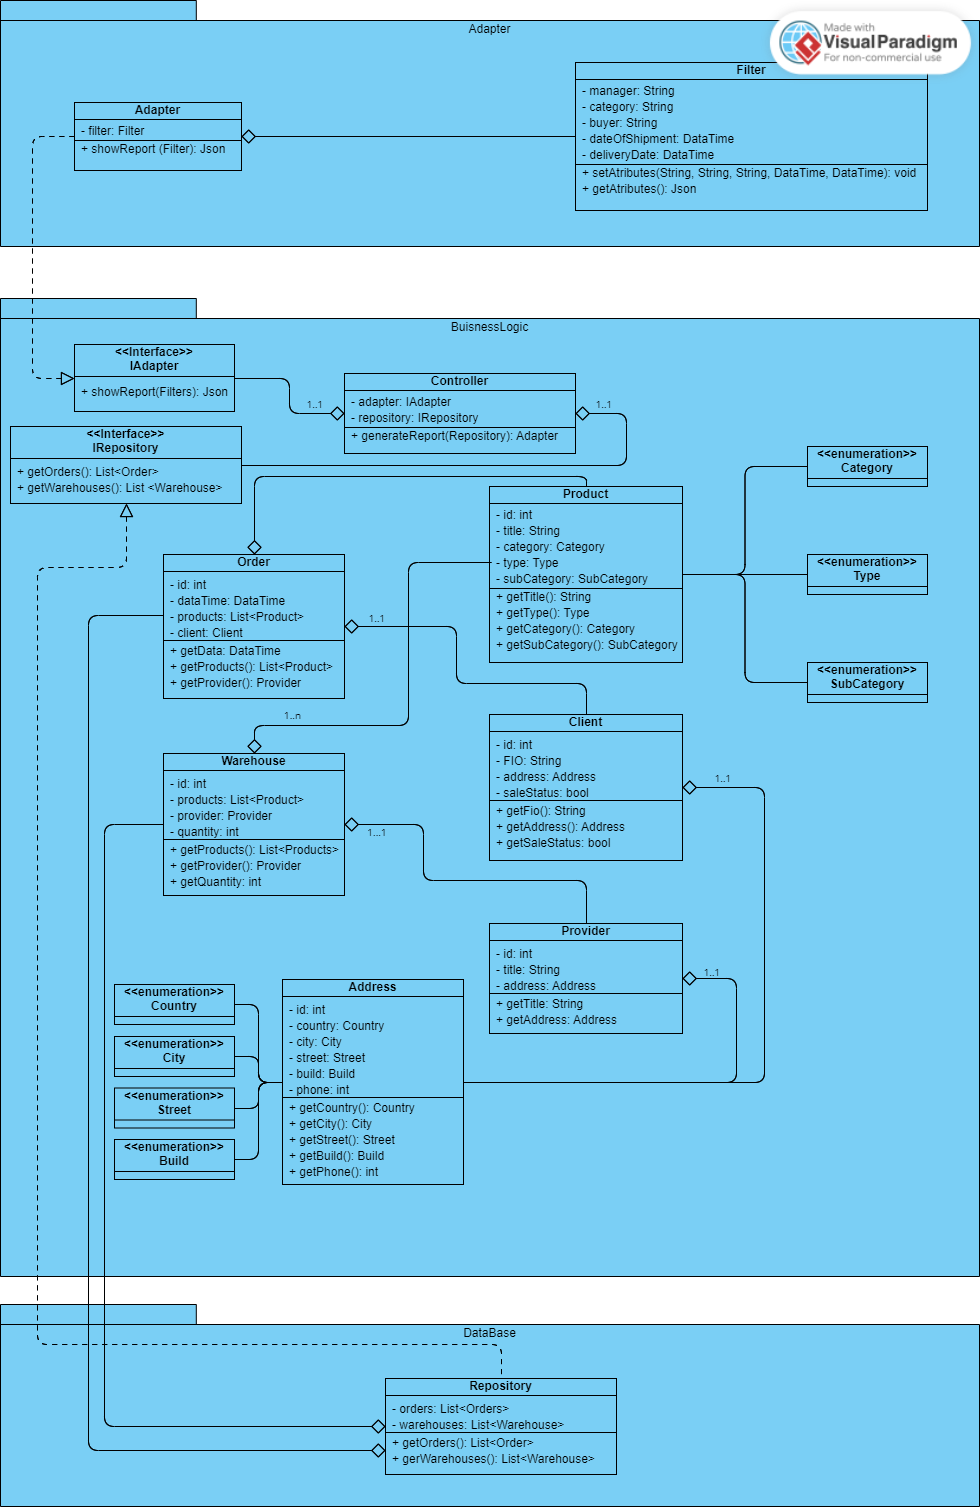 Adapter
Made with
VisualParadigm
For non-commercial use
Filter
- manager: String
- category: String
- buyer: String
- dateOfShipment: DataTime
- deliveryDate: DataTime
+ setAtributes(String, String, String, DataTime, DataTime): void
+ getAtributes(): Json
Adapter
- filter: Filter
+ showReport (Filter): Json
BuisnessLogic
<<Interface>>
IAdapter
+ showReport(Filters): Json
1..1
Controller
- adapter: IAdapter
- repository: IRepository
+ generateReport(Repository): Adapter
1..1
<<Interface>>
IRepository
+ getOrders(): List<Order>
+ getWarehouses(): List <Warehouse>
Product
- id: int
- title: String
- category: Category
- type: Type
- subCategory: SubCategory
+ getTitle(): String
+ getType(): Type
+ getCategory(): Category
+ getSubCategory(): SubCategory
<<enumeration>>
Category
<<enumeration>>
Type
<<enumeration>>
SubCategory
Order
- id: int
- dataTime: DataTime
- products: List<Product>
- client: Client
+ getData: DataTime
+ getProducts(): List<Product>
+ getProvider(): Provider
1..1
1..n
Client
- id: int
- FIO: String
- address: Address
- saleStatus: bool
+ getFio(): String
+ getAddress(): Address
+ getSaleStatus: bool
1..1
Warehouse
- id: int
- products: List<Product>
- provider: Provider
- quantity: int
+ getProducts(): List<Products>
+ getProvider(): Provider
+ getQuantity: int
1...1
Provider
- id: int
- title: String
- address: Address
+ getTitle: String
+ getAddress: Address
1..1
<<enumeration>>
Country
<<enumeration>>
City
<<enumeration>>
Street
<<enumeration>>
Build
Address
- id: int
- country: Country
- city: City
- street: Street
- build: Build
- phone: int
+ getCountry(): Country
+ getCity(): City
+ getStreet(): Street
+ getBuild(): Build
+ getPhone(): int
DataBase
Repository
- orders: List<Orders>
- warehouses: List<Warehouse>
+ getOrders(): List<Order>
+ gerWarehouses(): List<Warehouse>